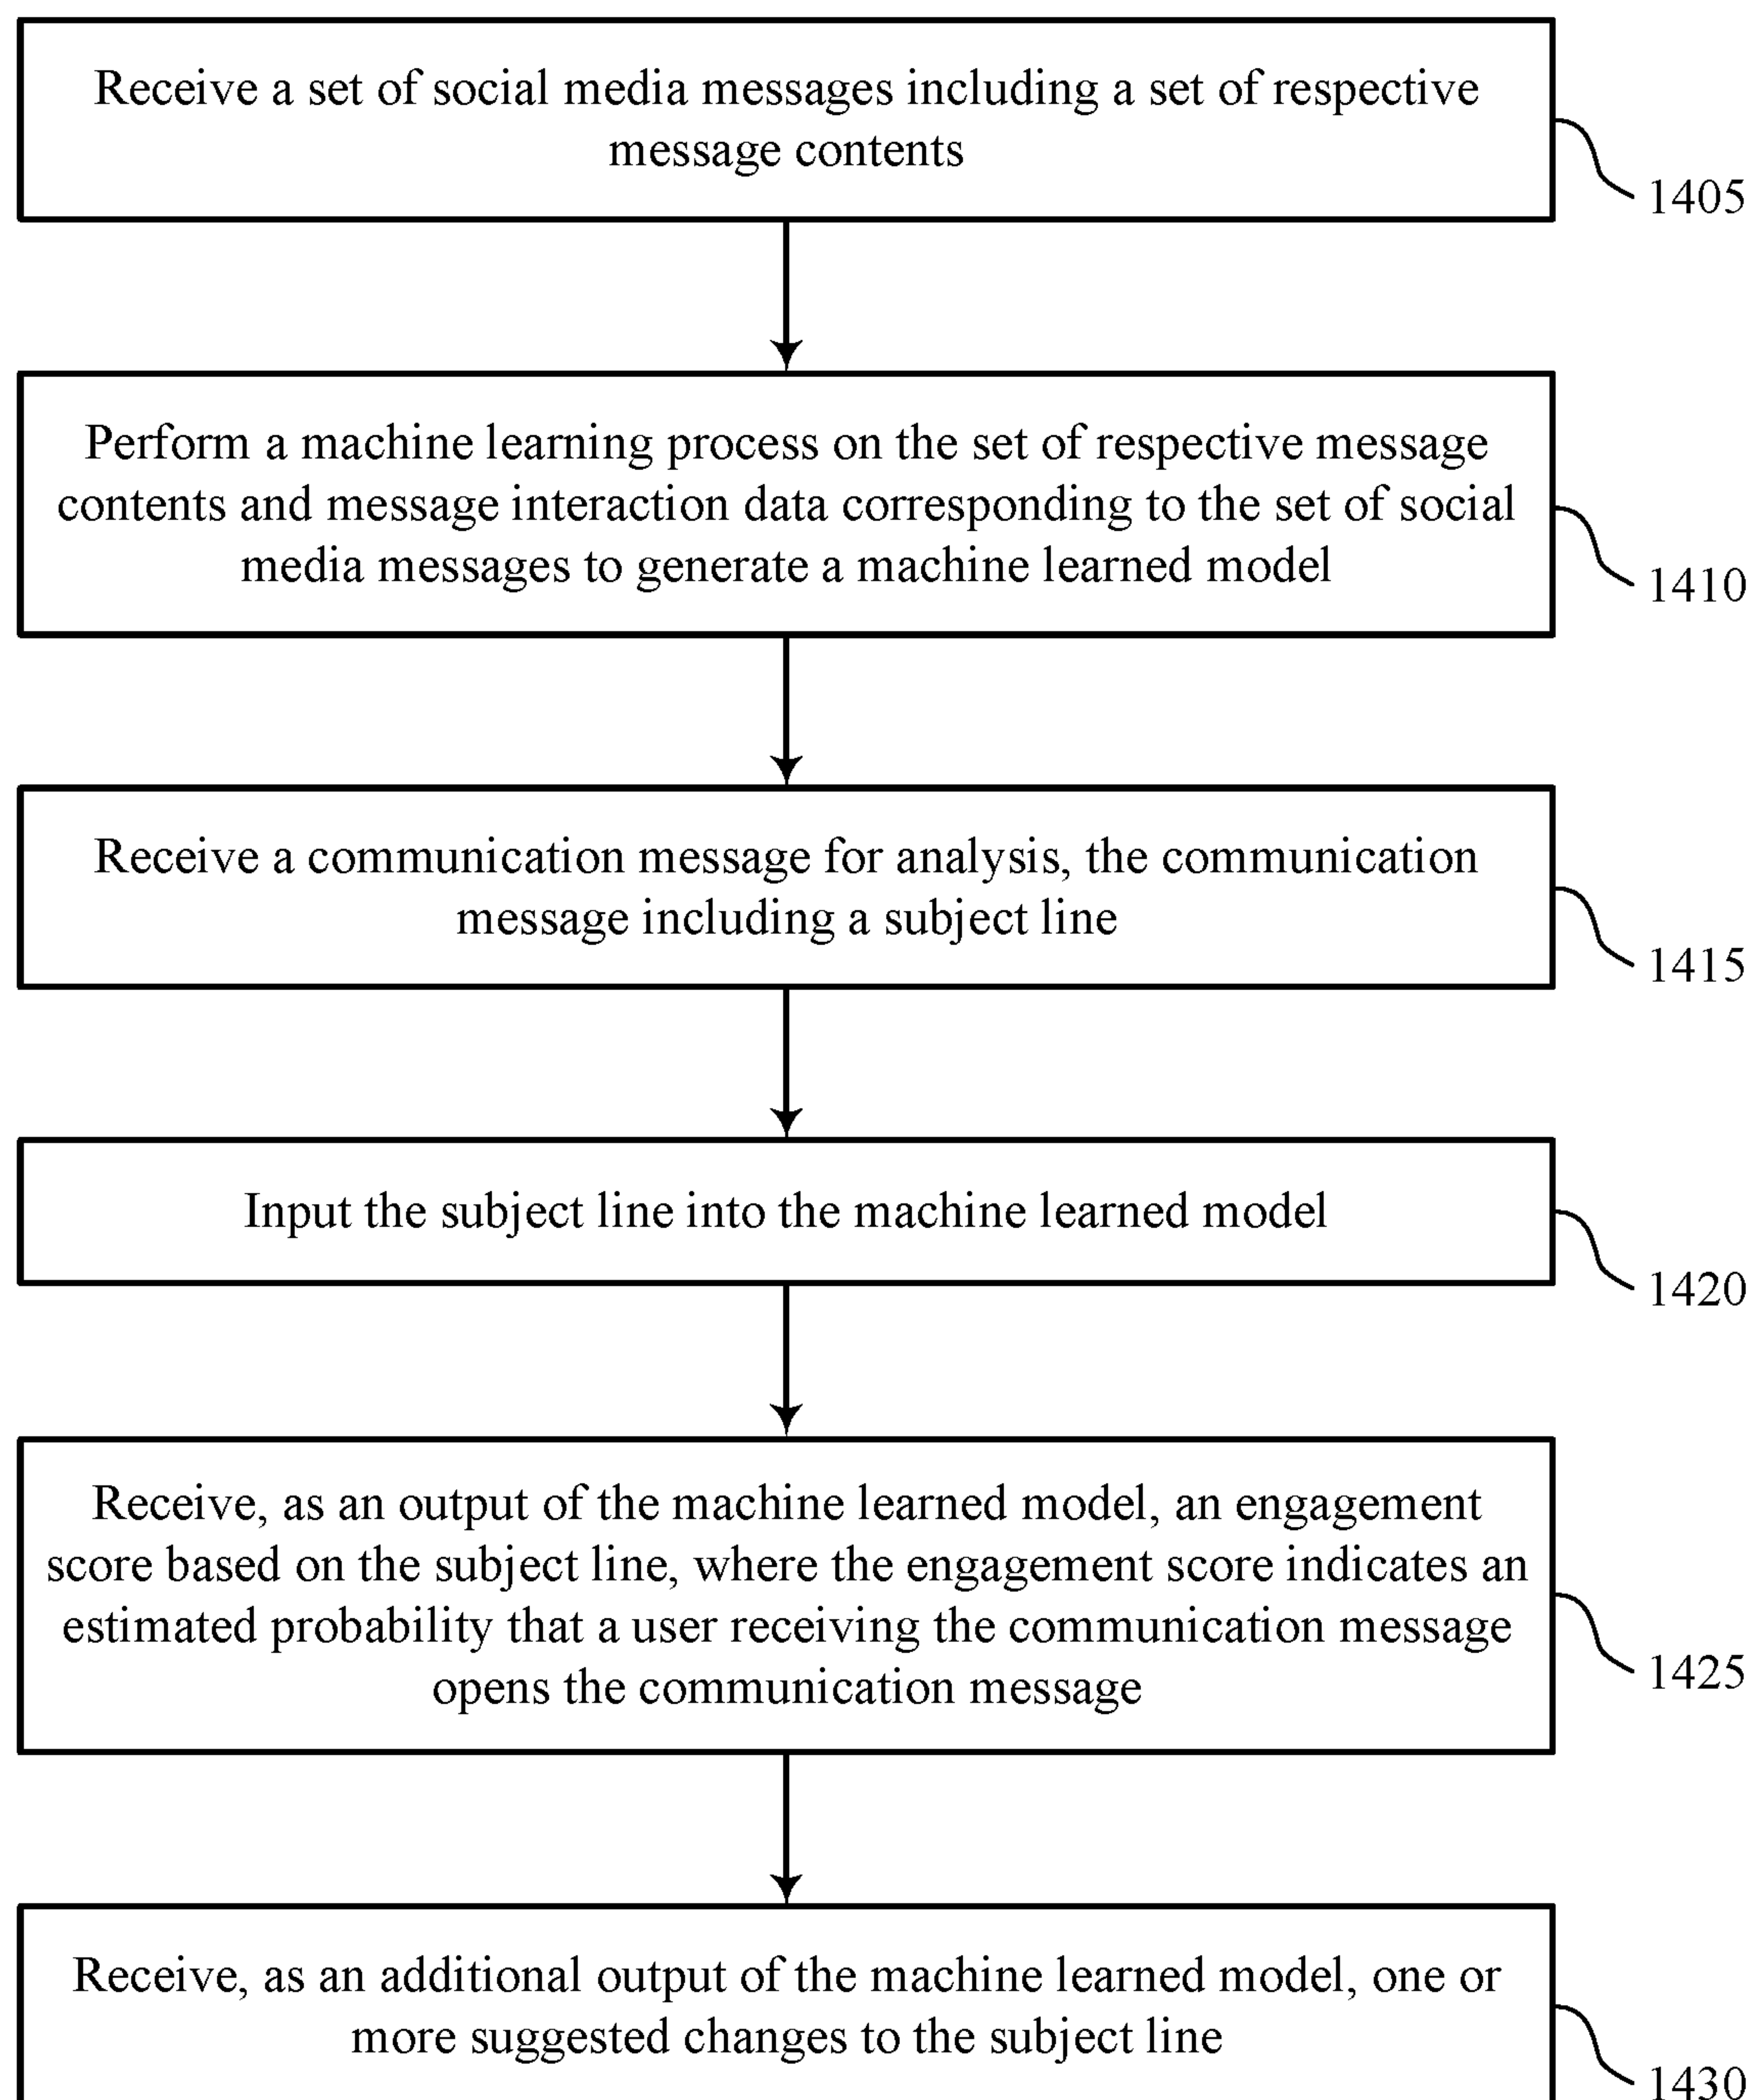 Receive a set of social media messages including a set of respective
message contents
1405
Perform a machine learning process on the set of respective message
contents and message interaction data corresponding to the set of social
media messages to generate a machine learned model
1410
Receive a communication message for analysis, the communication
message including a subject line
1415
Input the subject line into the machine learned model
1420
Receive, as an output of the machine learned model, an engagement
score based on the subject line, where the engagement score indicates an
estimated probability that a user receiving the communication message
opens the communication message
1425
Receive, as an additional output of the machine learned model, one or
more suggested changes to the subject line
1430